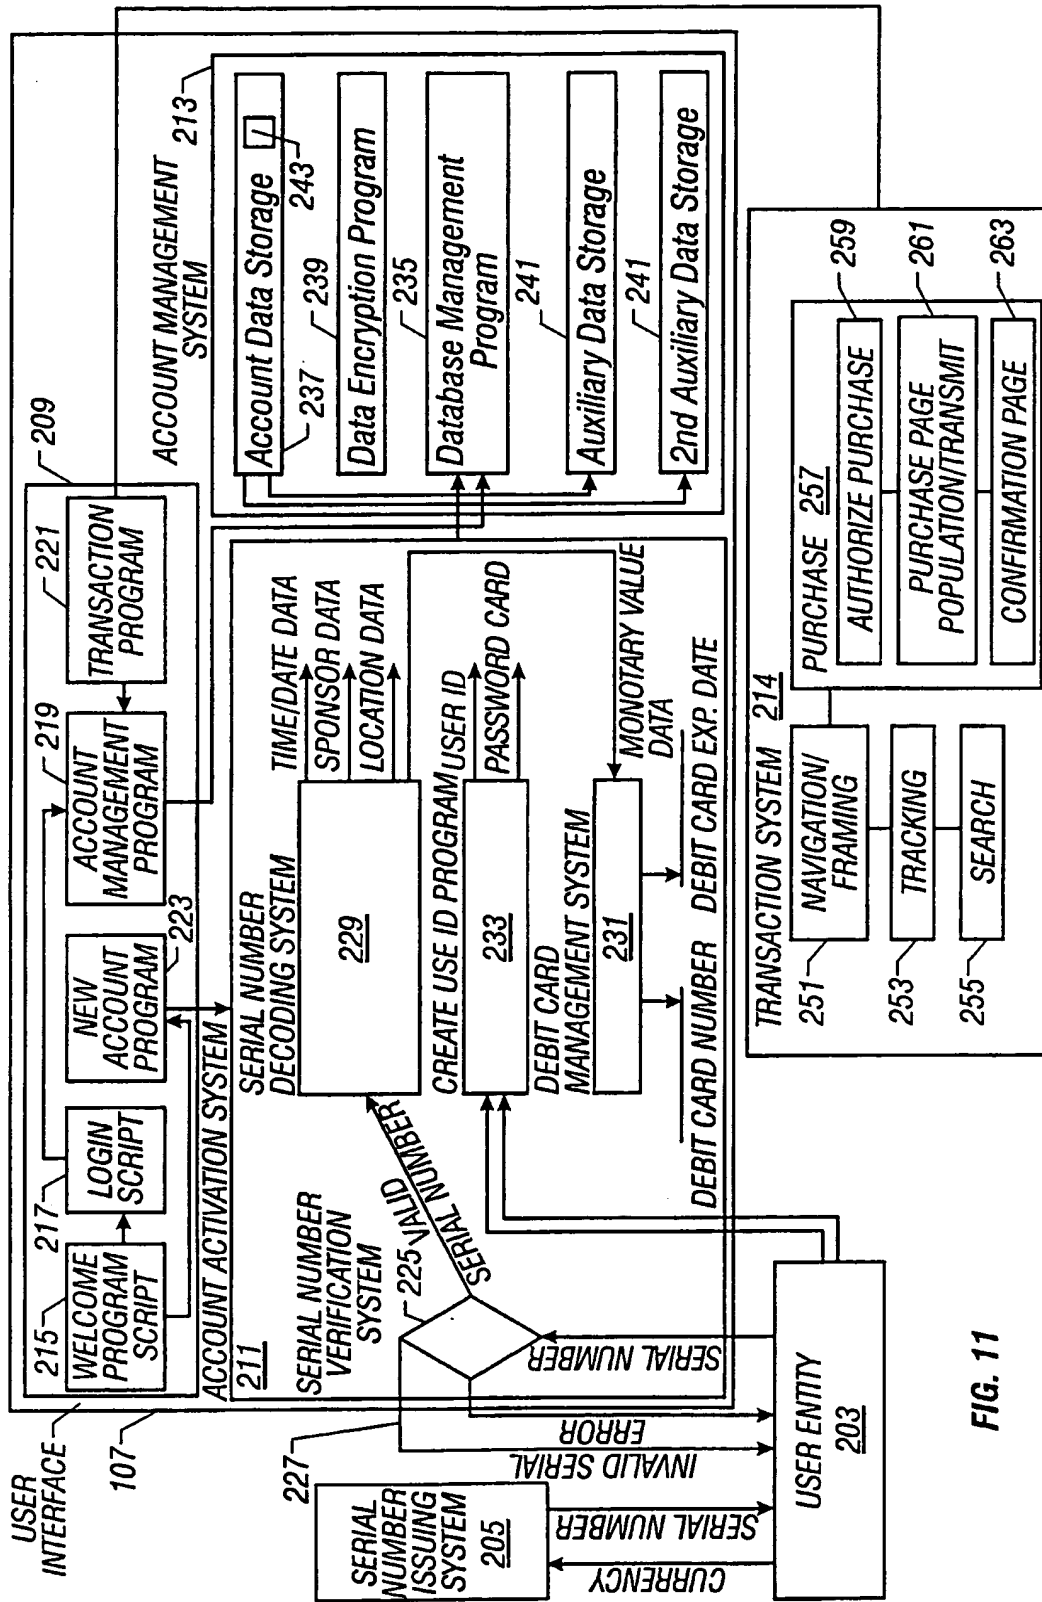 USER
INTERFACE
107
209
215
WELCOME
PROGRAM
SCRIPT
217
LOGIN
SCRIPT
NEW
ACCOUNT
PROGRAM
223
219
ACCOUNT
MANAGEMENT
PROGRAM
221
TRANSACTION
PROGRAM
ACCOUNT MANAGEMENT
SYSTEM
213
Account Data Storage
237
243
Data Encryption Program
239
Database Management
Program
235
Auxiliary Data Storage
241
2nd Auxiliary Data Storage
241
ACCOUNT ACTIVATION SYSTEM
211
SERIAL NUMBER
VERIFICATION
SYSTEM
225
VALID
SERIAL NUMBER
SERIAL NUMBER
DECODING SYSTEM
229
TIME/DATE DATA
SPONSOR DATA
LOCATION DATA
CREATE USE ID PROGRAM
233
USER ID
PASSWORD CARD
DEBIT CARD
MANAGEMENT SYSTEM
231
MONOTARY VALUE
DATA
DEBIT CARD NUMBER
DEBIT CARD EXP. DATE
227
SERIAL NUMBER
ERROR
INVALID SERIAL
SERIAL
NUMBER
ISSUING
SYSTEM
205
SERIAL NUMBER
CURRENCY
USER ENTITY
203
TRANSACTION SYSTEM
214
251
NAVIGATION/
FRAMING
253
TRACKING
255
SEARCH
PURCHASE 257
AUTHORIZE PURCHASE
259
PURCHASE PAGE
POPULATION/TRANSMIT
261
CONFIRMATION PAGE
263
FIG. 11